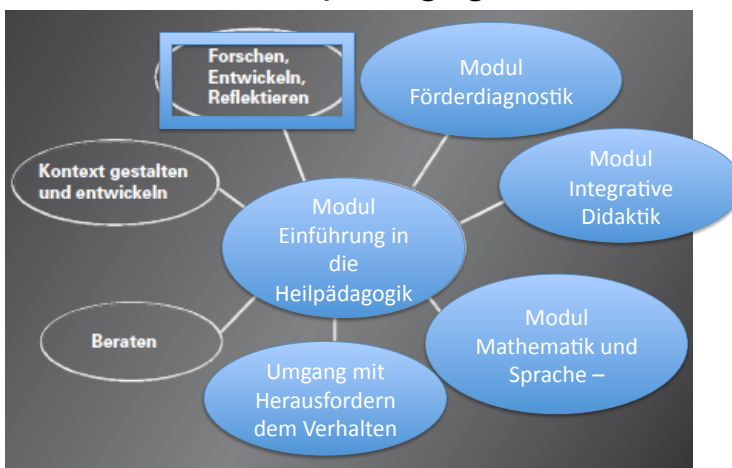 Forschen,
Entwickeln,
Reflektieren
Modul
Förderdiagnostik
Kontext gestalten
und entwickeln
Modul
Integrative
Didaktik
Modul
Einführung in
die
Heilpädagogik
Beraten
Modul
Mathematik und
Sprache –
Umgang mit
Herausfordern
dem Verhalten